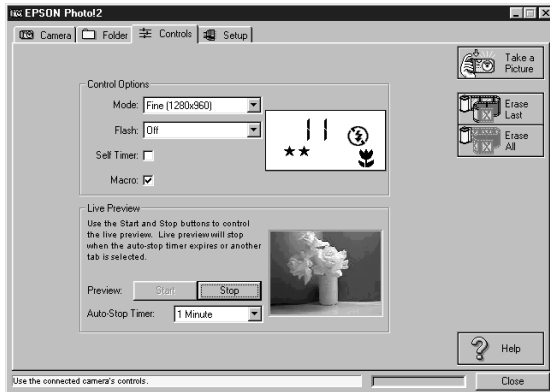 EPSON Photo!2
Camera Folder Controls Setup
Control Options
Mode: Fine (1280x960)
Flash: Off
Self Timer:
Macro:
11
Live Preview
Use the Start and Stop buttons to control
the live preview. Live preview will stop
when the auto-stop timer expires or another
tab is selected.
Preview: Start Stop
Auto-Stop Timer: 1 Minute
Take a
Picture
Erase
Last
Erase
All
Help
Use the connected camera's controls.
Close